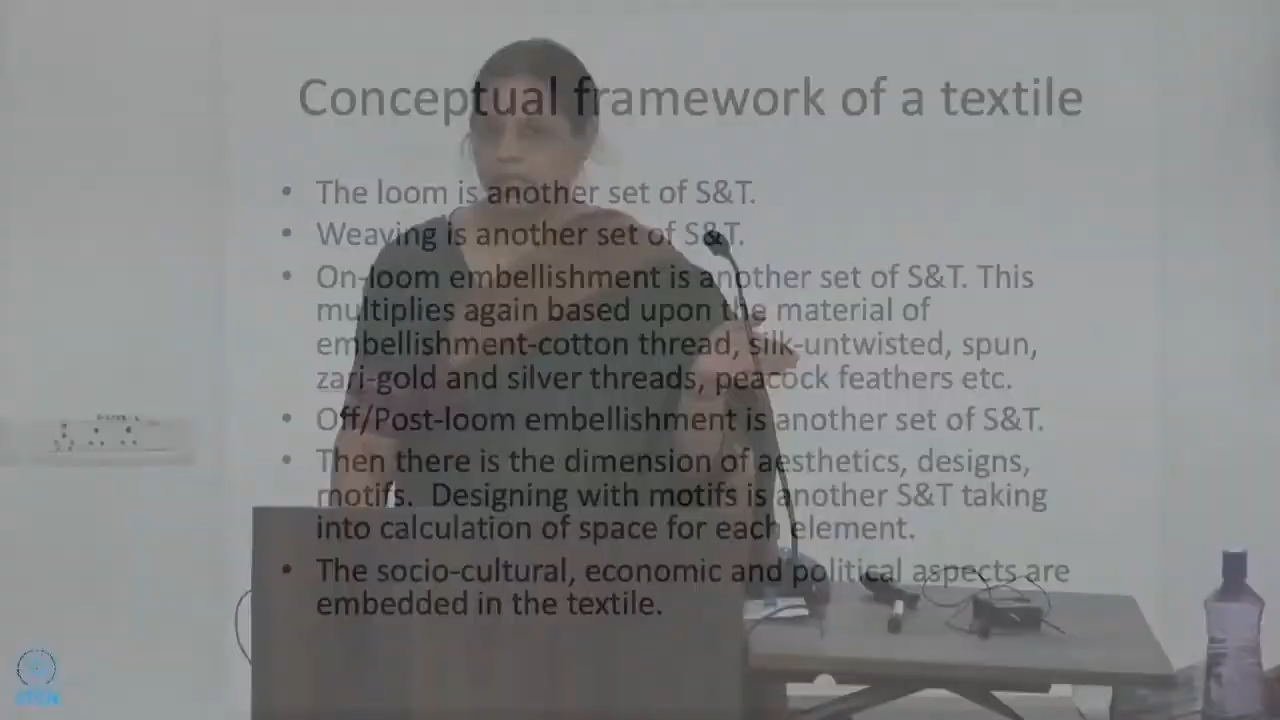 Conceptual framework of a textile
• The loom is another set of S&T.
• Weaving is another set of S&T.
• On-loom embellishment is another set of S&T. This
multiplies again based upon the material of
embellishment-cotton thread, silk-untwisted, spun,
zari-gold and silver threads, peacock feathers etc.
• Off/Post-loom embellishment is another set of S&T.
• Then there is the dimension of aesthetics, designs,
motifs. Designing with motifs is another S&T taking
into calculation of space for each element.
• The socio-cultural, economic and political aspects are
embedded in the textile.